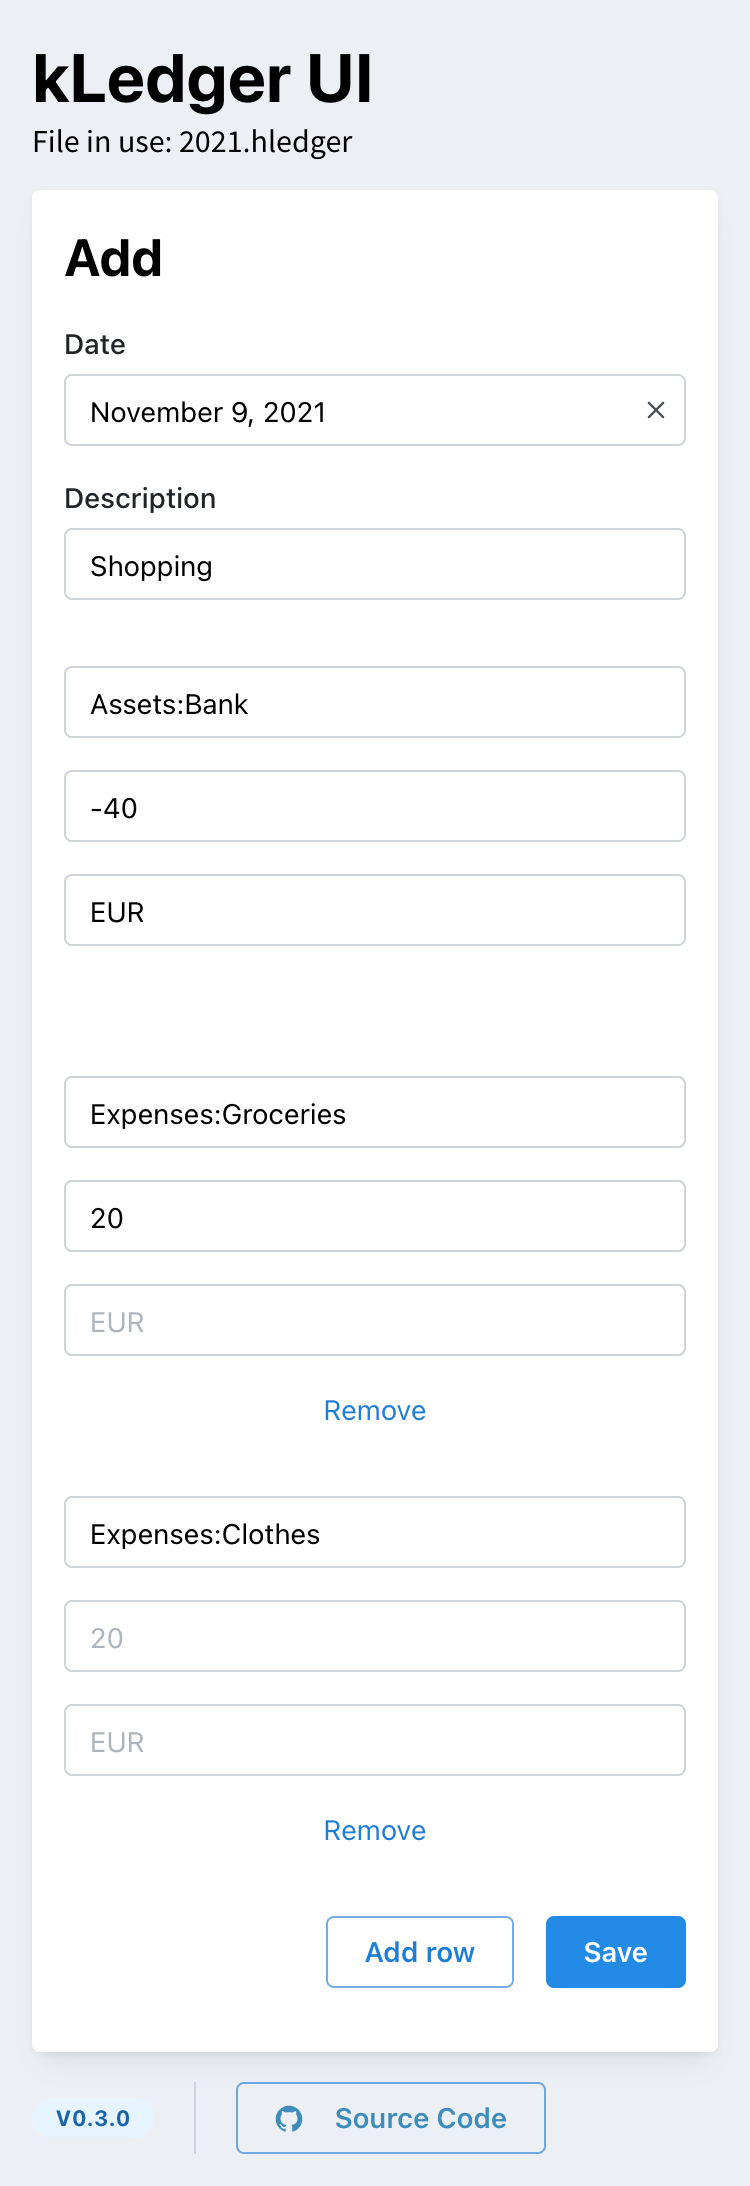 kLedger UI
File in use: 2021.hledger
Add
Date
November 9, 2021
Description
Shopping
Assets:Bank
-40
EUR
Expenses:Groceries
20
EUR
Remove
Expenses:Clothes
20
EUR
Remove
Add row
Save
V0.3.0
Source Code